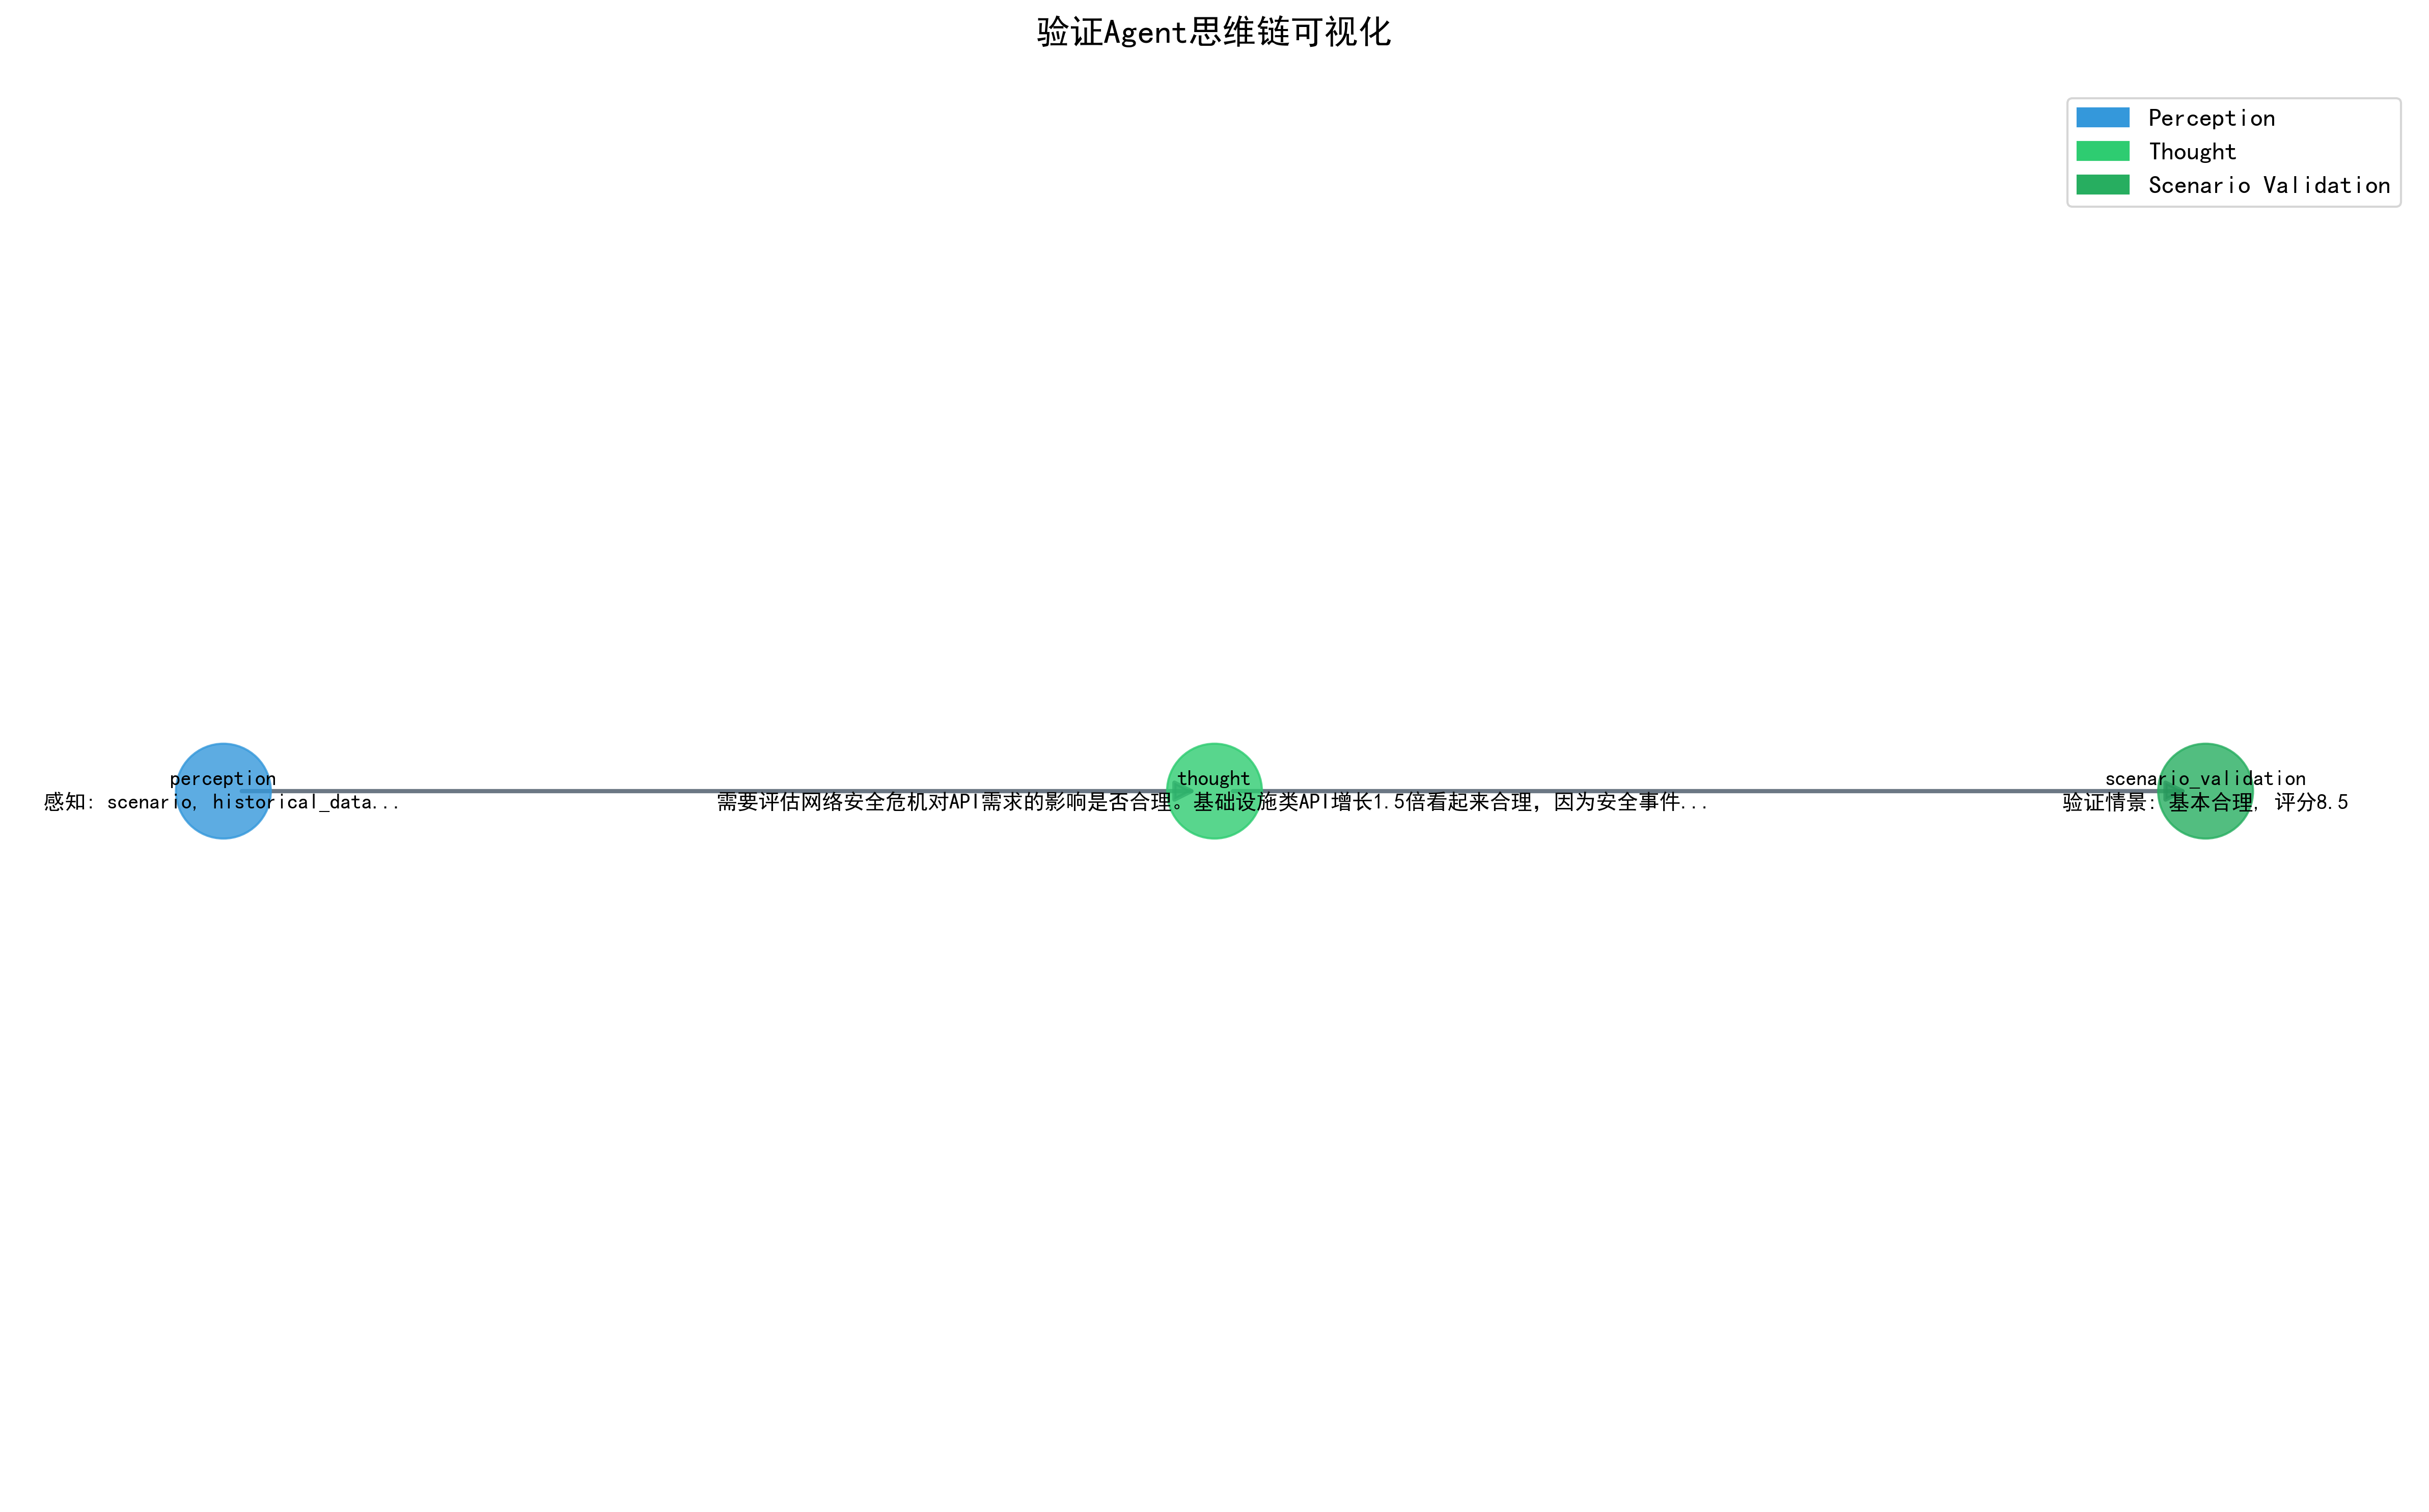 验证Agent思维链可视化
Perception
Thought
Scenario Validation
perception
感知: scenario, historical_data...
thought
需要评估网络安全危机对API需求的影响是否合理。基础设施类API增长1.5倍看起来合理，因为安全事件...
scenario_validation
验证情景: 基本合理, 评分8.5